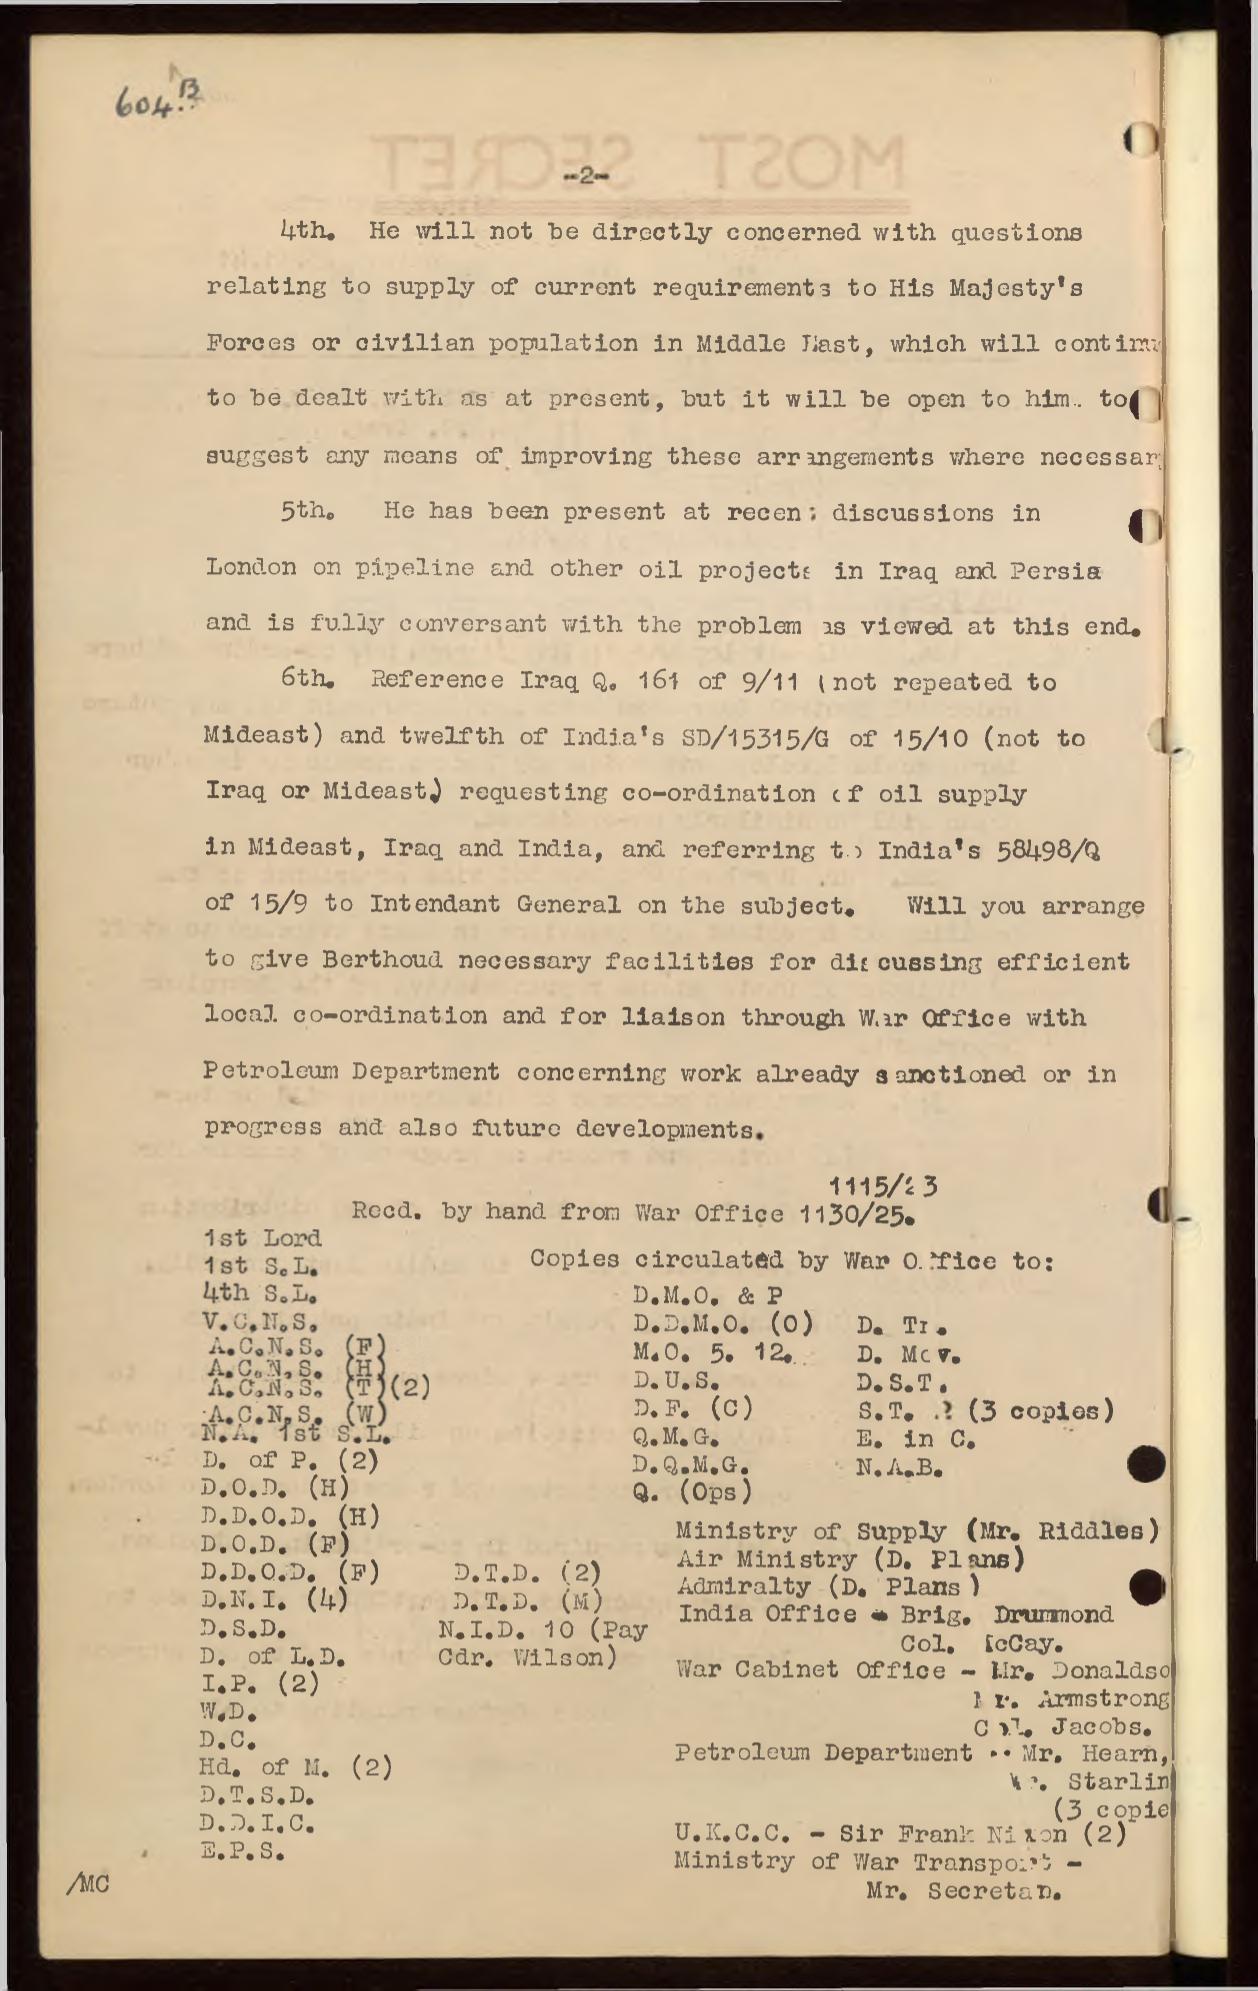 604.B
MOST SECRET
-2-
4th. He will not be directly concerned with questions
relating to supply of current requirements to His Majesty's
Forces or civilian population in Middle East, which will continu
to be dealt with as at present, but it will be open to him. to
suggest any means of improving these arrangements where necessar
5th. He has been present at recent discussions in
London on pipeline and other oil projects in Iraq and Persia
and is fully conversant with the problem as viewed at this end.
6th. Reference Iraq Q. 161 of 9/11 (not repeated to
Mideast) and twelfth of India's SD/15315/G of 15/10 (not to
Iraq or Mideast) requesting co-ordination of oil supply
in Mideast, Iraq and India, and referring to India's 58498/Q
of 15/9 to Intendant General on the subject. Will you arrange
to give Berthoud necessary facilities for discussing efficient
local co-ordination and for liaison through War Office with
Petroleum Department concerning work already sanctioned or in
progress and also future developments.
1115/23
Recd. by hand from War Office 1130/25.
1st Lord
1st S.L.
4th S.L.
V.C.N.S.
A.C.N.S. (F)
A.C.N.S. (H)
A.C.N.S. (T)(2)
A.C.N.S. (W)
N.A. 1st S.L.
D. of P. (2)
D.O.D. (H)
D.D.O.D. (H)
D.O.D. (F)
D.D.O.D. (F)
D.N.I. (4)
D.S.D.
D. of L.D.
I.P. (2)
W.D.
D.C.
Hd. of M. (2)
D.T.S.D.
D.D.I.C.
E.P.S.
D.T.D. (2)
D.T.D. (M)
N.I.D. 10 (Pay
Cdr. Wilson)
Copies circulated by War Office to:
D.M.O. & P
D.D.M.O. (O)
M.O. 5. 12.
D.U.S.
D.F. (C)
Q.M.G.
D.Q.M.G.
Q. (Ops)
D. Tr.
D. Mov.
D.S.T.
S.T. 2 (3 copies)
E. in C.
N.A.B.
Ministry of Supply (Mr. Riddles)
Air Ministry (D. Plans)
Admiralty (D. Plans)
India Office - Brig. Drummond
Col. McCay.
War Cabinet Office - Mr. Donaldso
Mr. Armstrong
Col. Jacobs.
Petroleum Department - Mr. Hearn,
Mr. Starlin
(3 copie
U.K.C.C. - Sir Frank Nixon (2)
Ministry of War Transport -
Mr. Secretan.
/MC